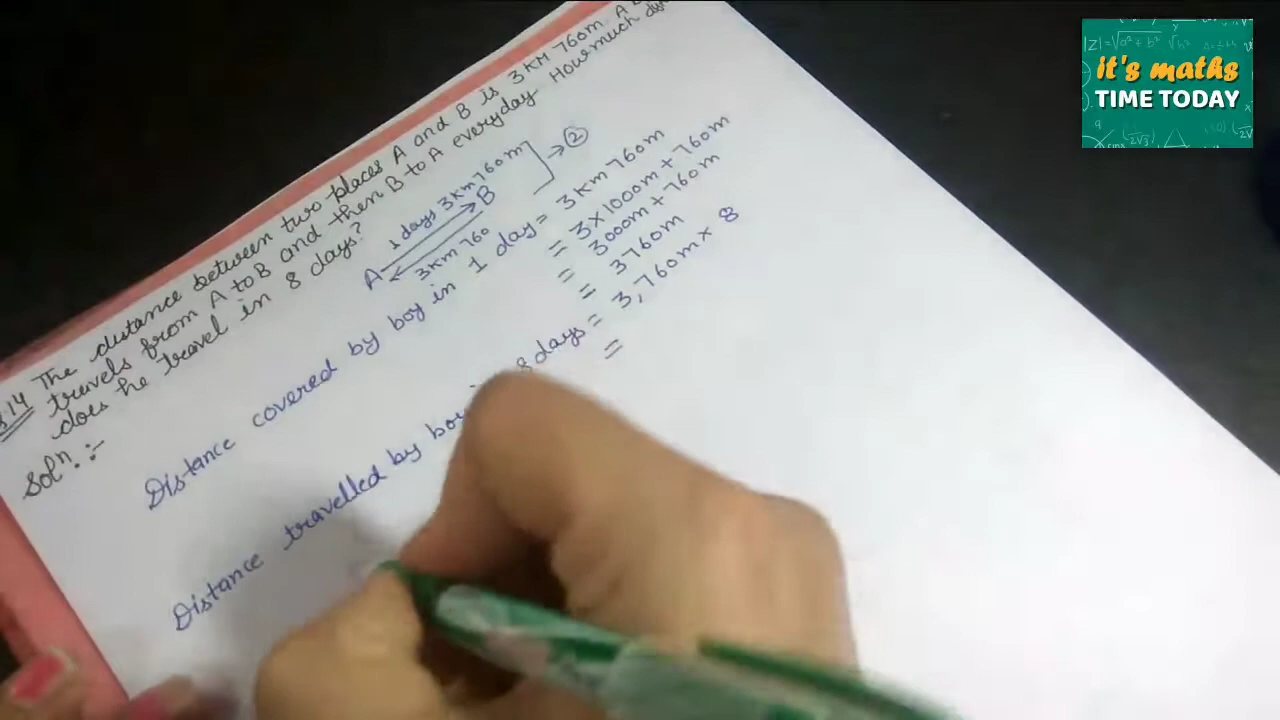 .14 The distance between two places A and B is 3 KM 760m. A
travels from A to B and then B to A everyday How much
does he travel in 8 days?
Solⁿ. :-
1 days 3Km 760m
A B → ②
3Km 760
Distance covered by boy in 1 day = 3Km 760m
= 3×1000m + 760m
= 3000m + 760m
= 3760m
Distance travelled by boy 8 days = 3,760m × 8
=
it's maths
TIME TODAY